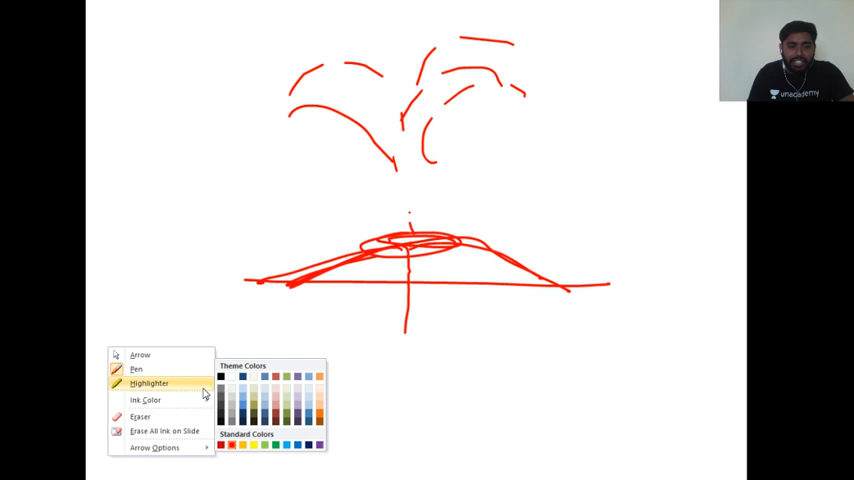 unacademy
Arrow
Pen
Highlighter
Ink Color
Eraser
Erase All Ink on Slide
Arrow Options
Theme Colors
Standard Colors